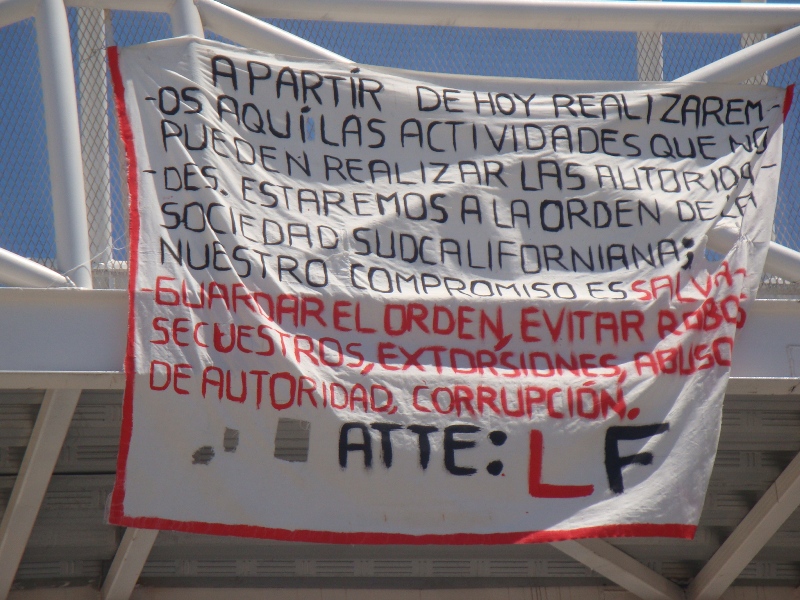 APARTIR DE HOY REALIZAREM-
-OS AQUÍ LAS ACTIVIDADES QUE NO
PUEDEN REALIZAR LAS AUTORIDA-
-DES. ESTAREMOS A LA ORDEN DE LA
SOCIEDAD SUDCALIFORNIANA;
NUESTRO COMPROMISO ES SALVA-
-GUARDAR EL ORDEN, EVITAR ROBOS
SECUESTROS, EXTORSIONES, ABUSO
DE AUTORIDAD, CORRUPCIÓN.
ATTE: LF